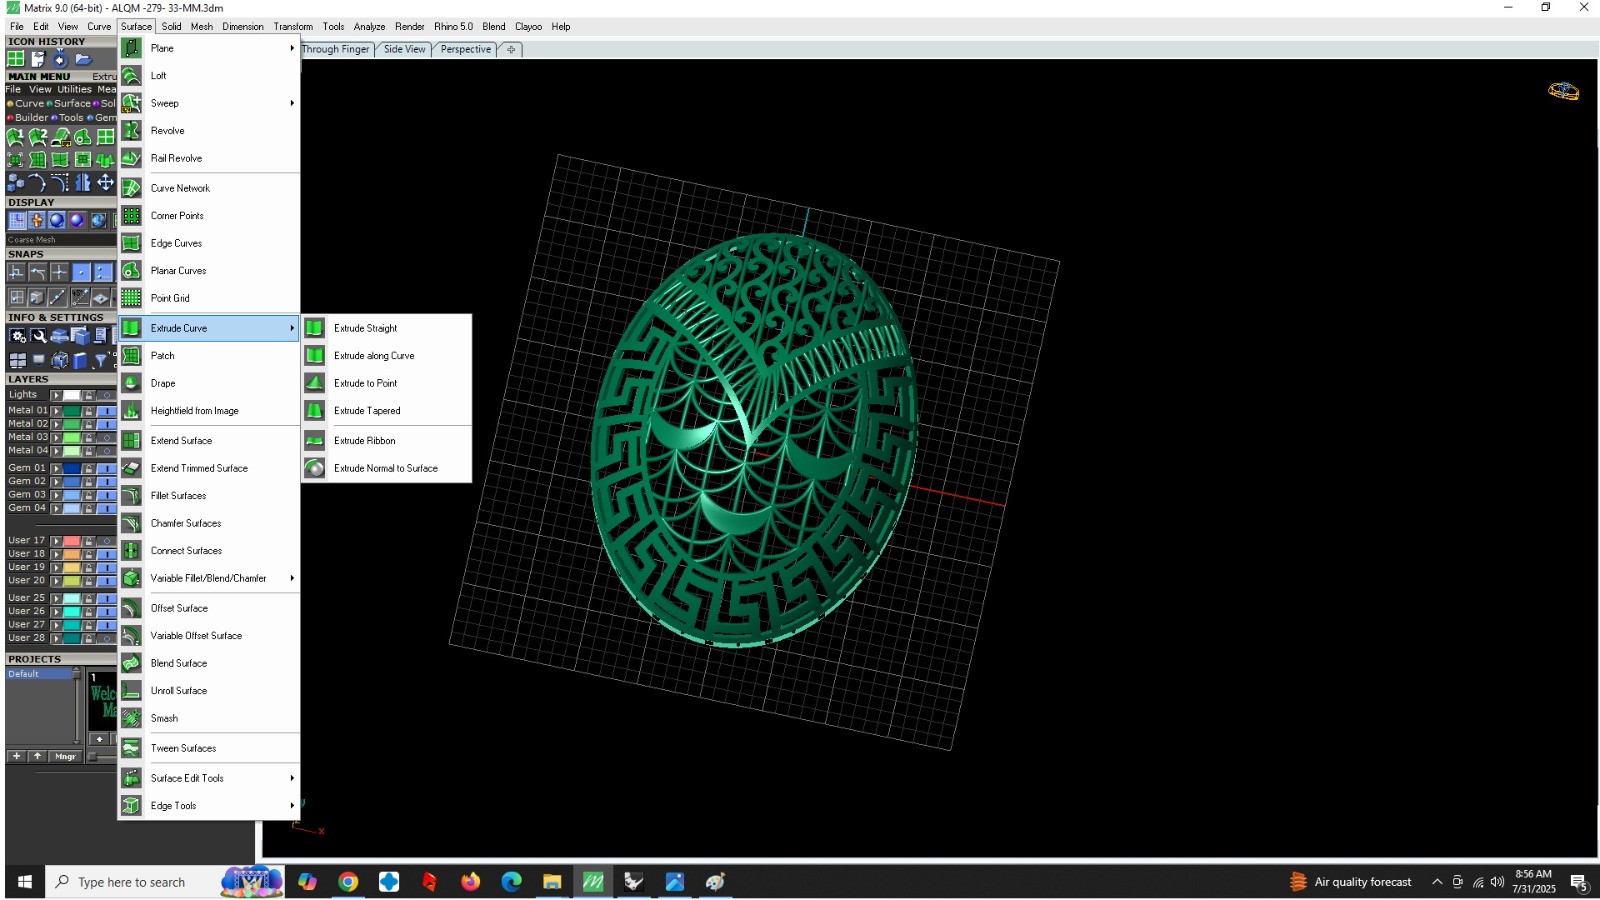 Matrix 9.0 (64-bit) - ALQM -279- 33-MM.3dm
File Edit View Curve Surface Solid Mesh Dimension Transform Tools Analyze Render Rhino 5.0 Blend Clayoo Help
ICON HISTORY
MAIN MENU Extru
File View Utilities Mea
Curve Surface Sol
Builder Tools Gem
DISPLAY
Coarse Mesh
SNAPS
INFO & SETTINGS
LAYERS
Lights
Metal 01
Metal 02
Metal 03
Metal 04
Gem 01
Gem 02
Gem 03
Gem 04
User 17
User 18
User 19
User 20
User 25
User 26
User 27
User 28
PROJECTS
Default
1
Welc
Ma
Mngr
Plane
Loft
Sweep
Revolve
Rail Revolve
Curve Network
Corner Points
Edge Curves
Planar Curves
Point Grid
Extrude Curve
Patch
Drape
Heightfield from Image
Extend Surface
Extend Trimmed Surface
Fillet Surfaces
Chamfer Surfaces
Connect Surfaces
Variable Fillet/Blend/Chamfer
Offset Surface
Variable Offset Surface
Blend Surface
Unroll Surface
Smash
Tween Surfaces
Surface Edit Tools
Edge Tools
Extrude Straight
Extrude along Curve
Extrude to Point
Extrude Tapered
Extrude Ribbon
Extrude Normal to Surface
Through Finger Side View Perspective
y
x
Type here to search
Air quality forecast
8:56 AM
7/31/2025
5